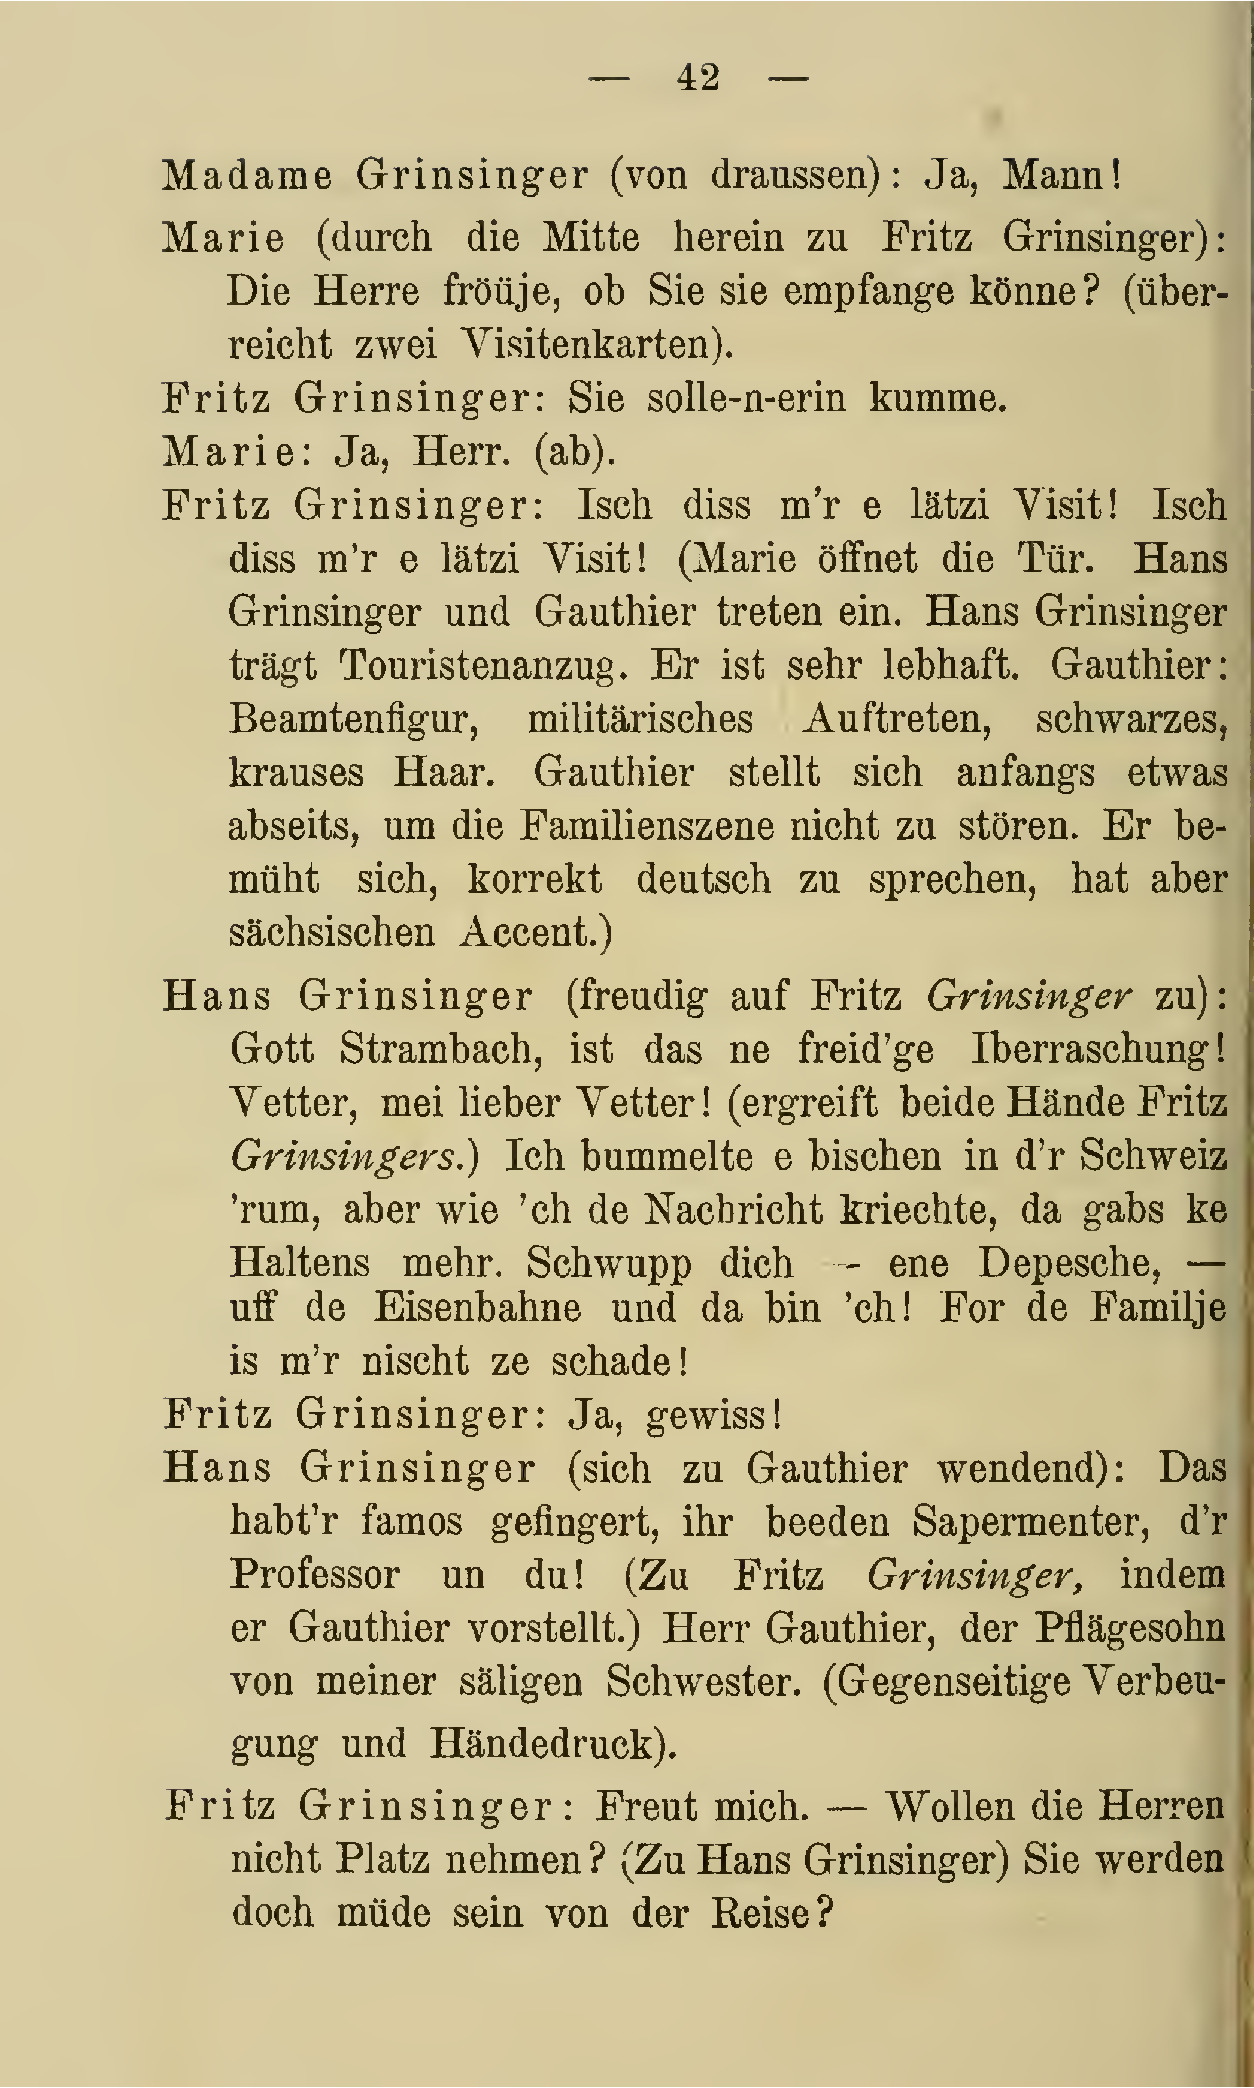 — 42 —
Madame Grinsinger (von draussen): Ja, Mann!
Marie (durch die Mitte herein zu Fritz Grinsinger):
Die Herre fröüje, ob Sie sie empfange könne? (über-
reicht zwei Visitenkarten).
Fritz Grinsinger: Sie solle-n-erin kumme.
Marie: Ja, Herr. (ab).
Fritz Grinsinger: Isch diss m'r e lätzi Visit! Isch
diss m'r e lätzi Visit! (Marie öffnet die Tür. Hans
Grinsinger und Gauthier treten ein. Hans Grinsinger
trägt Touristenanzug. Er ist sehr lebhaft. Gauthier:
Beamtenfigur, militärisches Auftreten, schwarzes,
krauses Haar. Gauthier stellt sich anfangs etwas
abseits, um die Familienszene nicht zu stören. Er be-
müht sich, korrekt deutsch zu sprechen, hat aber
sächsischen Accent.)
Hans Grinsinger (freudig auf Fritz Grinsinger zu):
Gott Strambach, ist das ne freid'ge Iberraschung!
Vetter, mei lieber Vetter! (ergreift beide Hände Fritz
Grinsingers.) Ich bummelte e bischen in d'r Schweiz
'rum, aber wie 'ch de Nachricht kriechte, da gabs ke
Haltens mehr. Schwupp dich — ene Depesche, —
uff de Eisenbahne und da bin 'ch! For de Familje
is m'r nischt ze schade!
Fritz Grinsinger: Ja, gewiss!
Hans Grinsinger (sich zu Gauthier wendend): Das
habt'r famos gefingert, ihr beeden Sapermenter, d'r
Professor un du! (Zu Fritz Grinsinger, indem
er Gauthier vorstellt.) Herr Gauthier, der Pflägesohn
von meiner säligen Schwester. (Gegenseitige Verbeu-
gung und Händedruck).
Fritz Grinsinger: Freut mich. — Wollen die Herren
nicht Platz nehmen? (Zu Hans Grinsinger) Sie werden
doch müde sein von der Reise?